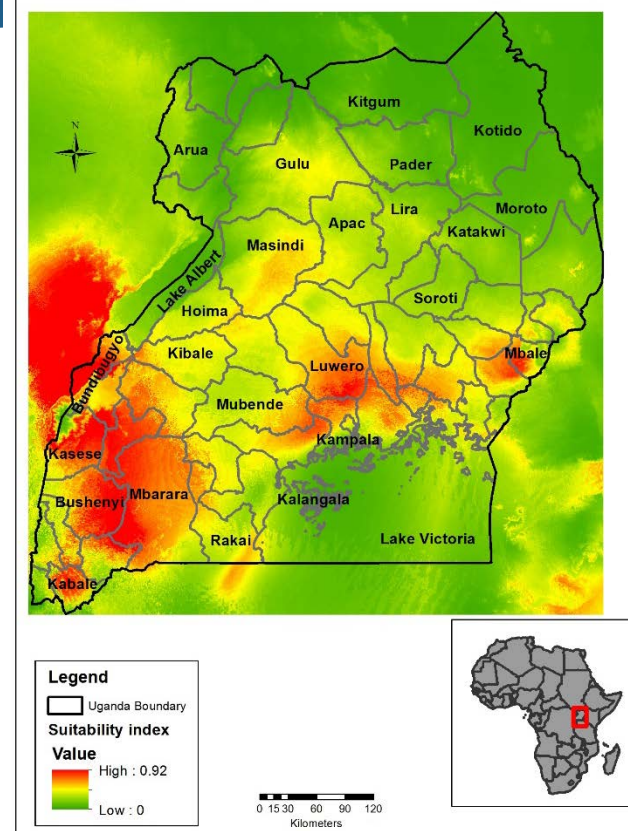 Kitgum
Kotido
N
Arua
Gulu
Pader
Moroto
Lira
Apac
Katakwi
Masindi
Lake Albert
Soroti
Hoima
Bundibugyo
Kibale
Luwero
Mbale
Mubende
Kampala
Kasese
Bushenyi
Mbarara
Kalangala
Rakai
Lake Victoria
Kabale
Legend
Uganda Boundary
Suitability index
Value
High : 0.92
Low : 0
0 15 30 60 90 120
Kilometers